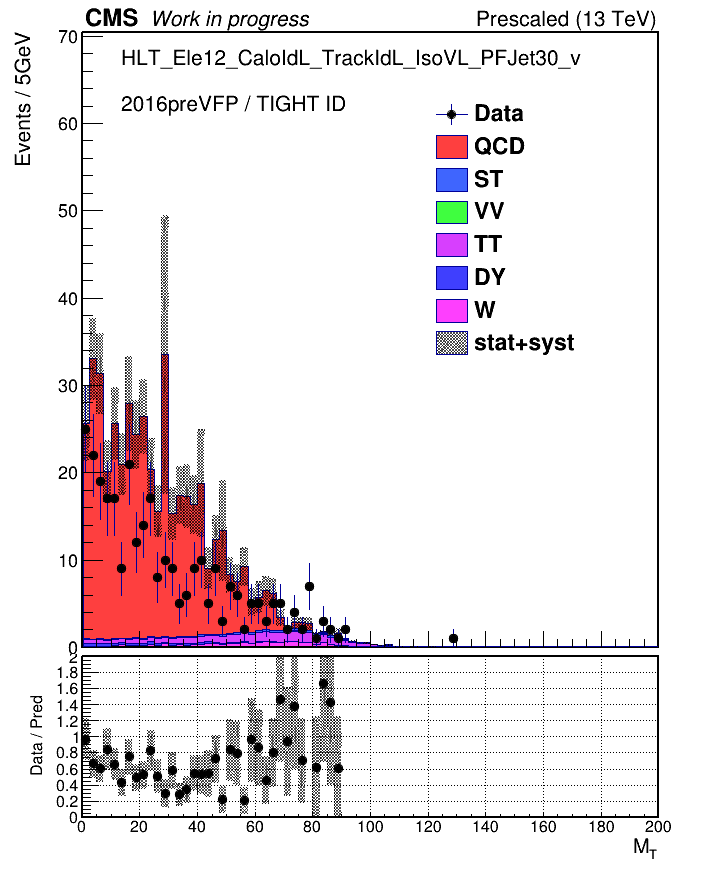 CMS Work in progress Prescaled (13 TeV)
Events / 5GeV
70
60
50
40
30
20
10
0
HLT_Ele12_CaloIdL_TrackIdL_IsoVL_PFJet30_v
2016preVFP / TIGHT ID
Data
QCD
ST
VV
TT
DY
W
stat+syst
Data / Pred
2
1.8
1.6
1.4
1.2
1
0.8
0.6
0.4
0.2
0
0 20 40 60 80 100 120 140 160 180 200
M_T